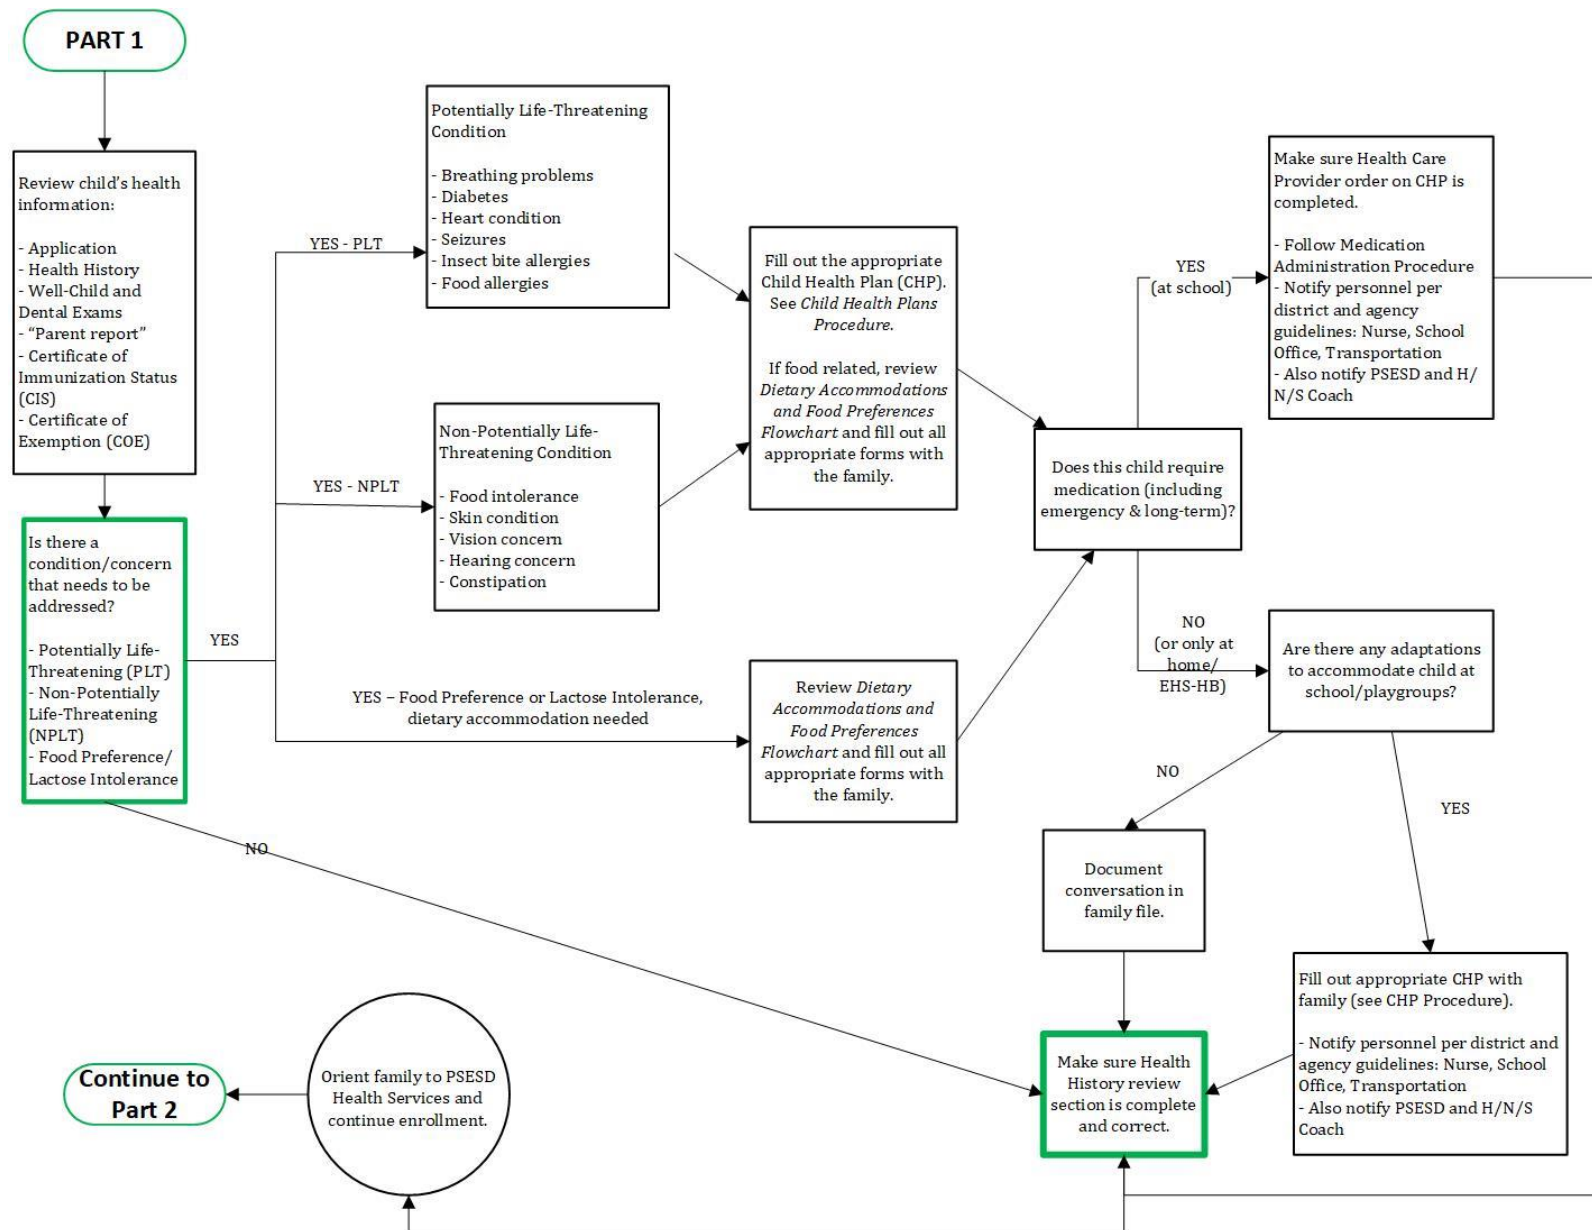 PART 1
Review child’s health
information:
- Application
- Health History
- Well-Child and
Dental Exams
- “Parent report”
- Certificate of
Immunization Status
(CIS)
- Certificate of
Exemption (COE)
Is there a
condition/concern
that needs to be
addressed?
- Potentially Life-
Threatening (PLT)
- Non-Potentially
Life-Threatening
(NPLT)
- Food Preference/
Lactose Intolerance
YES
YES - PLT
Potentially Life-Threatening
Condition
- Breathing problems
- Diabetes
- Heart condition
- Seizures
- Insect bite allergies
- Food allergies
YES - NPLT
Non-Potentially Life-
Threatening Condition
- Food intolerance
- Skin condition
- Vision concern
- Hearing concern
- Constipation
YES – Food Preference or Lactose Intolerance,
dietary accommodation needed
Fill out the appropriate
Child Health Plan (CHP).
See Child Health Plans
Procedure.
If food related, review
Dietary Accommodations
and Food Preferences
Flowchart and fill out all
appropriate forms with
the family.
Review Dietary
Accommodations and
Food Preferences
Flowchart and fill out all
appropriate forms with
the family.
Does this child require
medication (including
emergency & long-term)?
YES
(at school)
Make sure Health Care
Provider order on CHP is
completed.
- Follow Medication
Administration Procedure
- Notify personnel per
district and agency
guidelines: Nurse, School
Office, Transportation
- Also notify PSESD and H/
N/S Coach
NO
(or only at
home/
EHS-HB)
Are there any adaptations
to accommodate child at
school/playgroups?
NO
YES
Document
conversation in
family file.
Fill out appropriate CHP with
family (see CHP Procedure).
- Notify personnel per district and
agency guidelines: Nurse, School
Office, Transportation
- Also notify PSESD and H/N/S
Coach
NO
Make sure Health
History review
section is complete
and correct.
Orient family to PSESD
Health Services and
continue enrollment.
Continue to
Part 2